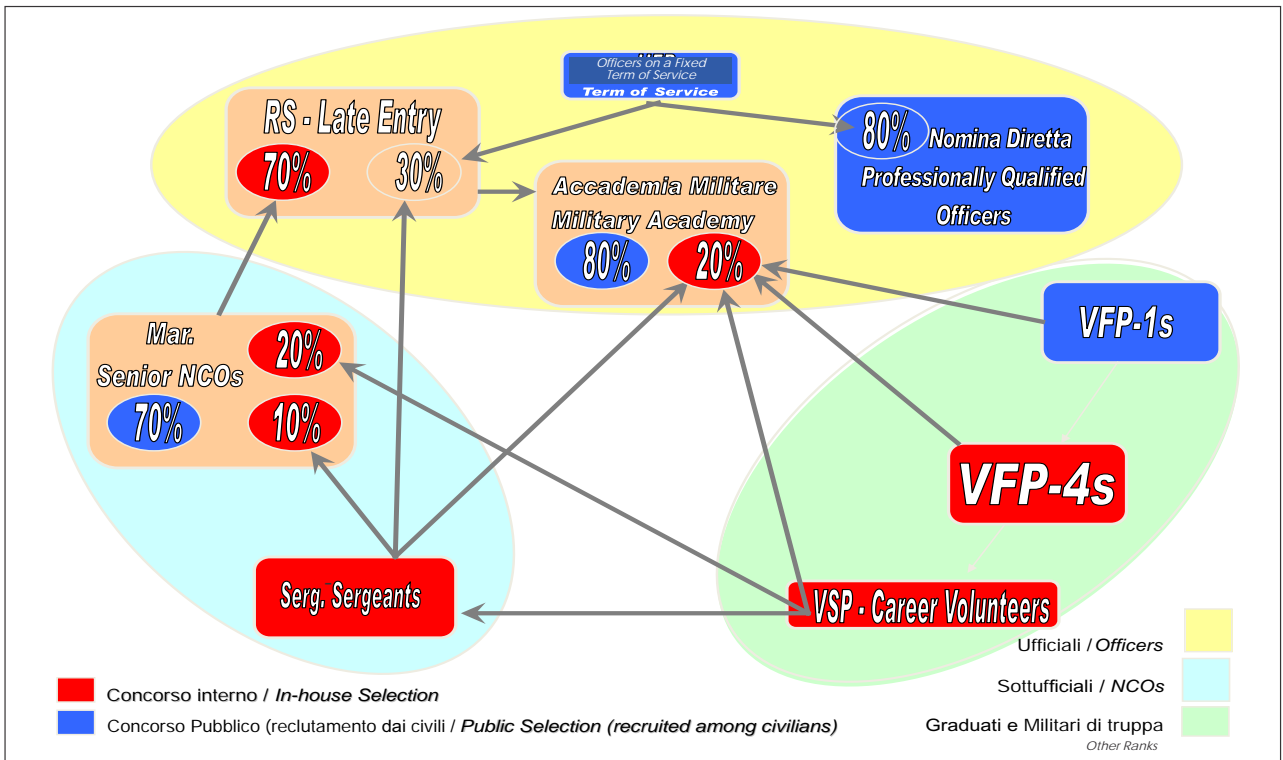 Officers on a Fixed
Term of Service
Term of Service
RS - Late Entry
70%
30%
80%
Nomina Diretta
Professionally Qualified
Officers
Accademia Militare
Military Academy
80%
20%
VFP-1s
Mar.
Senior NCOs
20%
70%
10%
VFP-4s
Serg. Sergeants
VSP - Career Volunteers
Ufficiali / Officers
Sottufficiali / NCOs
Graduati e Militari di truppa
Other Ranks
Concorso interno / In-house Selection
Concorso Pubblico (reclutamento dai civili / Public Selection (recruited among civilians)